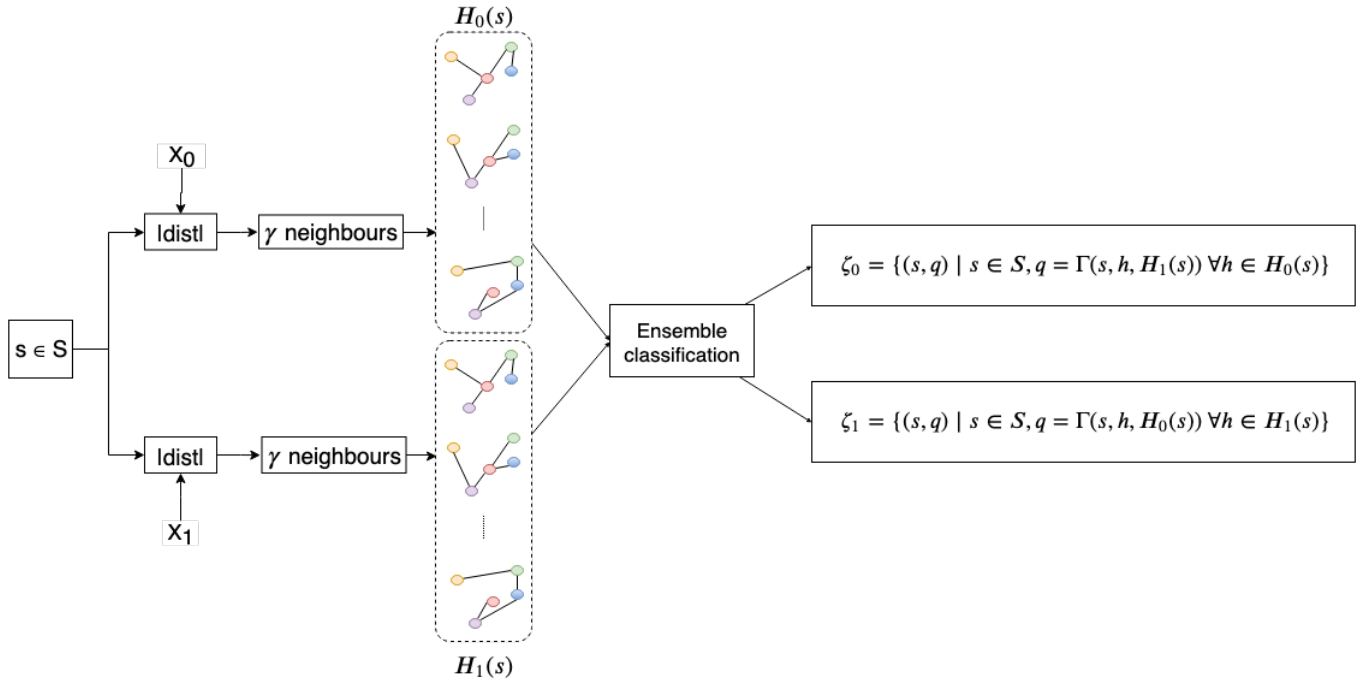 H₀(s)
X₀
|dist|
γ neighbours
s ∈ S
Ensemble
classification
ζ₀ = {(s, q) | s ∈ S, q = Γ(s, h, H₁(s)) ∀h ∈ H₀(s)}
ζ₁ = {(s, q) | s ∈ S, q = Γ(s, h, H₀(s)) ∀h ∈ H₁(s)}
|dist|
γ neighbours
X₁
H₁(s)